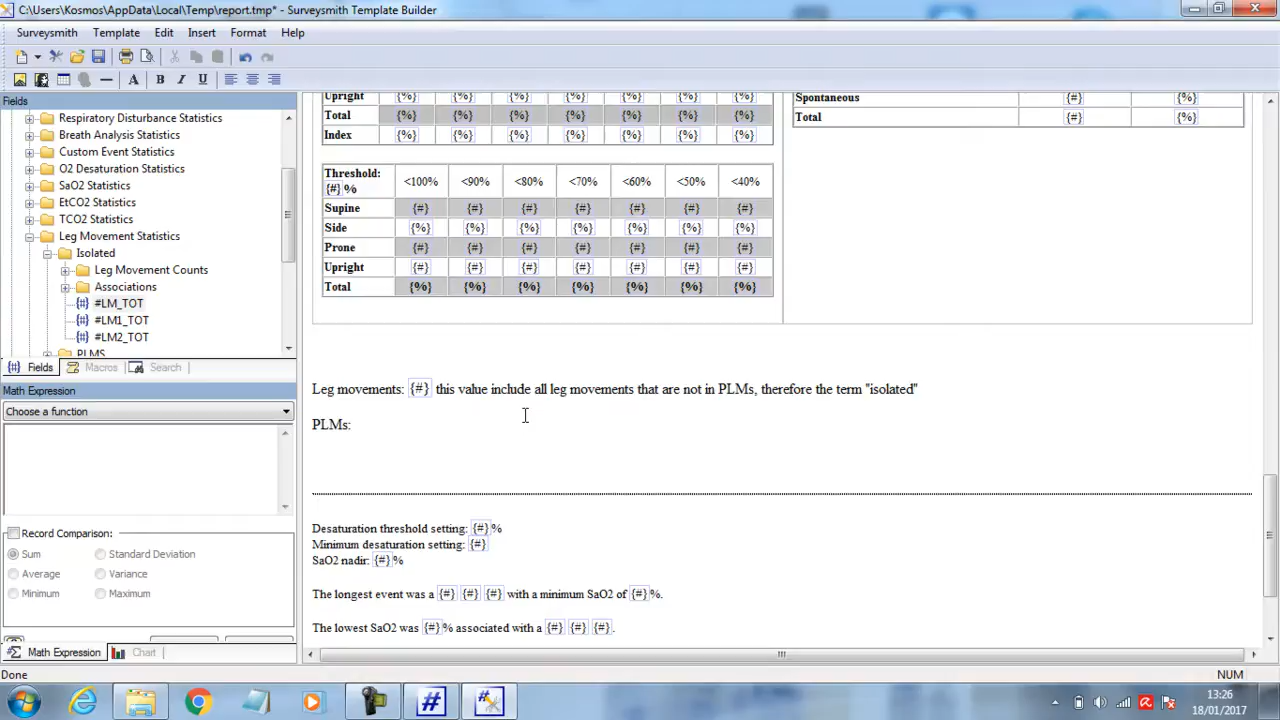 C:\Users\Kosmos\AppData\Local\Temp\report.tmp* - Surveysmith Template Builder
Surveysmith Template Edit Insert Format Help
A B I U
Fields
Respiratory Disturbance Statistics
Breath Analysis Statistics
Custom Event Statistics
O2 Desaturation Statistics
SaO2 Statistics
EtCO2 Statistics
TCO2 Statistics
Leg Movement Statistics
Isolated
Leg Movement Counts
Associations
{#} #LM_TOT
{#} #LM1_TOT
{#} #LM2_TOT
PLMS
{#} Fields Macros Search
Math Expression
Choose a function
Record Comparison:
Sum Standard Deviation
Average Variance
Minimum Maximum
Math Expression Chart
Upright {%} {%} {%} {%} {%} {%} {%}
Total {%} {%} {%} {%} {%} {%} {%}
Index {%} {%} {%} {%} {%} {%} {%}
Spontaneous {#} {%}
Total {#} {%}
Threshold: {#} % <100% <90% <80% <70% <60% <50% <40%
Supine {#} {#} {#} {#} {#} {#} {#}
Side {%} {%} {%} {%} {%} {%} {%}
Prone {#} {#} {#} {#} {#} {#} {#}
Upright {#} {#} {#} {#} {#} {#} {#}
Total {%} {%} {%} {%} {%} {%} {%}
Leg movements: {#} this value include all leg movements that are not in PLMs, therefore the term "isolated"
PLMs:
Desaturation threshold setting: {#} %
Minimum desaturation setting: {#}
SaO2 nadir: {#} %
The longest event was a {#} {#} {#} with a minimum SaO2 of {#} %.
The lowest SaO2 was {#} % associated with a {#} {#} {#} .
Done
NUM
13:26
18/01/2017